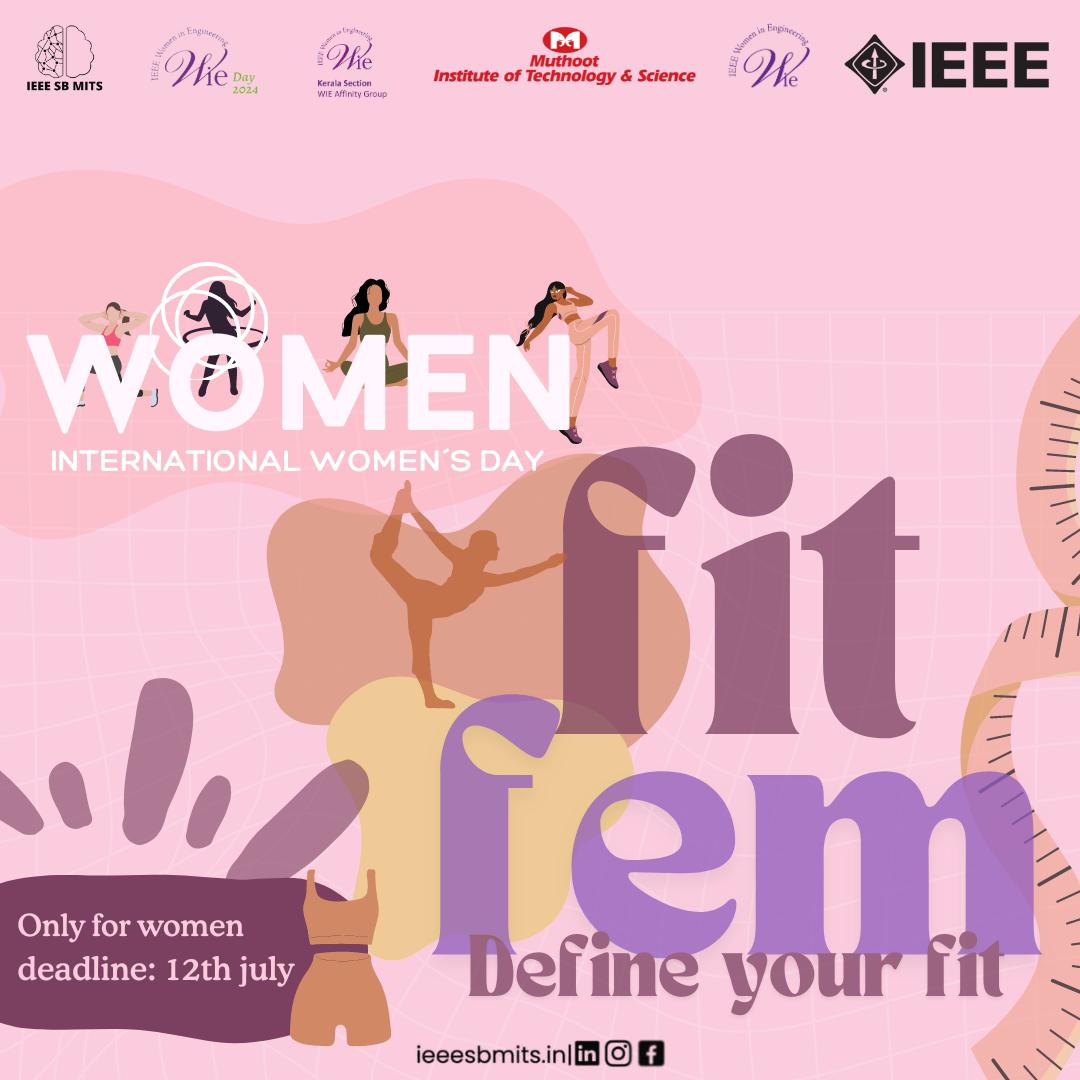 IEEE SB MITS
IEEE Women in Engineering
Wie Day
2024
IEEE Women in Engineering
Wie
Kerala Section
WIE Affinity Group
M
Muthoot
Institute of Technology & Science
IEEE Women in Engineering
Wie
IEEE
WOMEN
INTERNATIONAL WOMEN´S DAY
fit
fem
Define your fit
Only for women
deadline: 12th july
ieeesbmits.in|